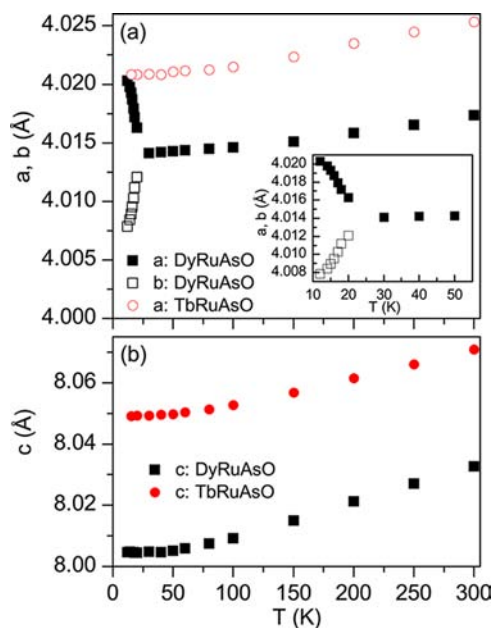 (a)
4.025
4.020
4.015
4.010
4.005
4.000
a, b (Å)
a: DyRuAsO
b: DyRuAsO
a: TbRuAsO
4.020
4.018
4.016
4.014
4.012
4.010
4.008
a, b (Å)
10 20 30 40 50
T (K)
(b)
8.06
8.04
8.02
8.00
c (Å)
c: DyRuAsO
c: TbRuAsO
0 50 100 150 200 250 300
T (K)